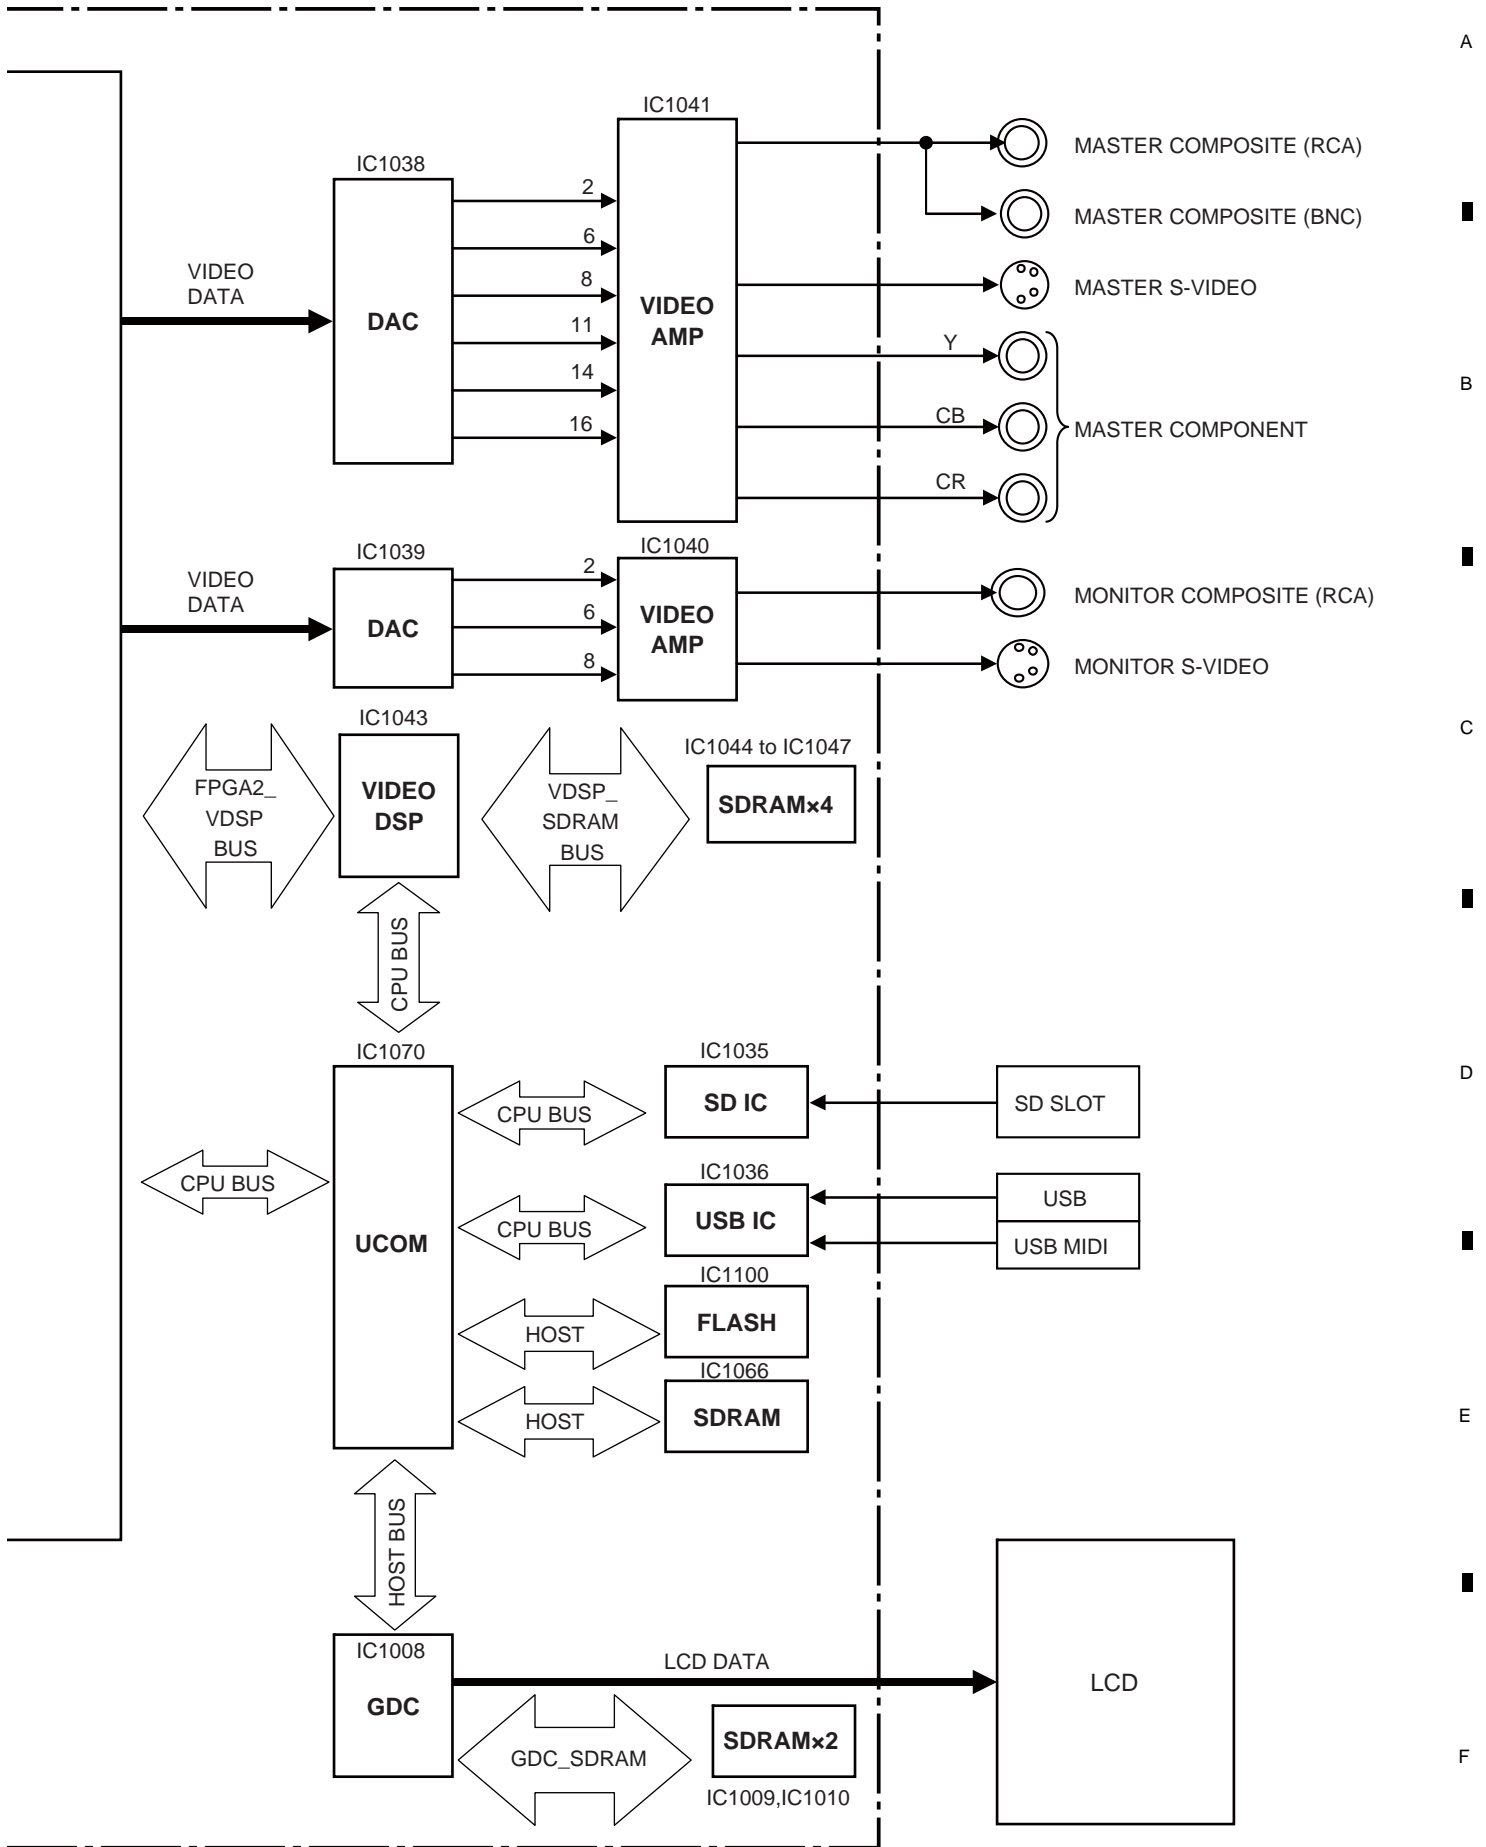 A
IC1041
MASTER COMPOSITE (RCA)
IC1038
2
MASTER COMPOSITE (BNC)
6
VIDEO
DATA
8
MASTER S-VIDEO
DAC
11
VIDEO
AMP
Y
14
B
16
CB
MASTER COMPONENT
CR
IC1039
IC1040
2
VIDEO
DATA
MONITOR COMPOSITE (RCA)
6
DAC
VIDEO
AMP
8
MONITOR S-VIDEO
IC1043
C
IC1044 to IC1047
FPGA2_
VDSP
BUS
VIDEO
DSP
VDSP_
SDRAM
BUS
SDRAM×4
CPU BUS
IC1070
IC1035
D
CPU BUS
SD IC
SD SLOT
IC1036
CPU BUS
USB
CPU BUS
USB IC
UCOM
USB MIDI
IC1100
HOST
FLASH
IC1066
HOST
SDRAM
E
HOST BUS
IC1008
LCD DATA
LCD
GDC
SDRAM×2
GDC_SDRAM
F
IC1009,IC1010